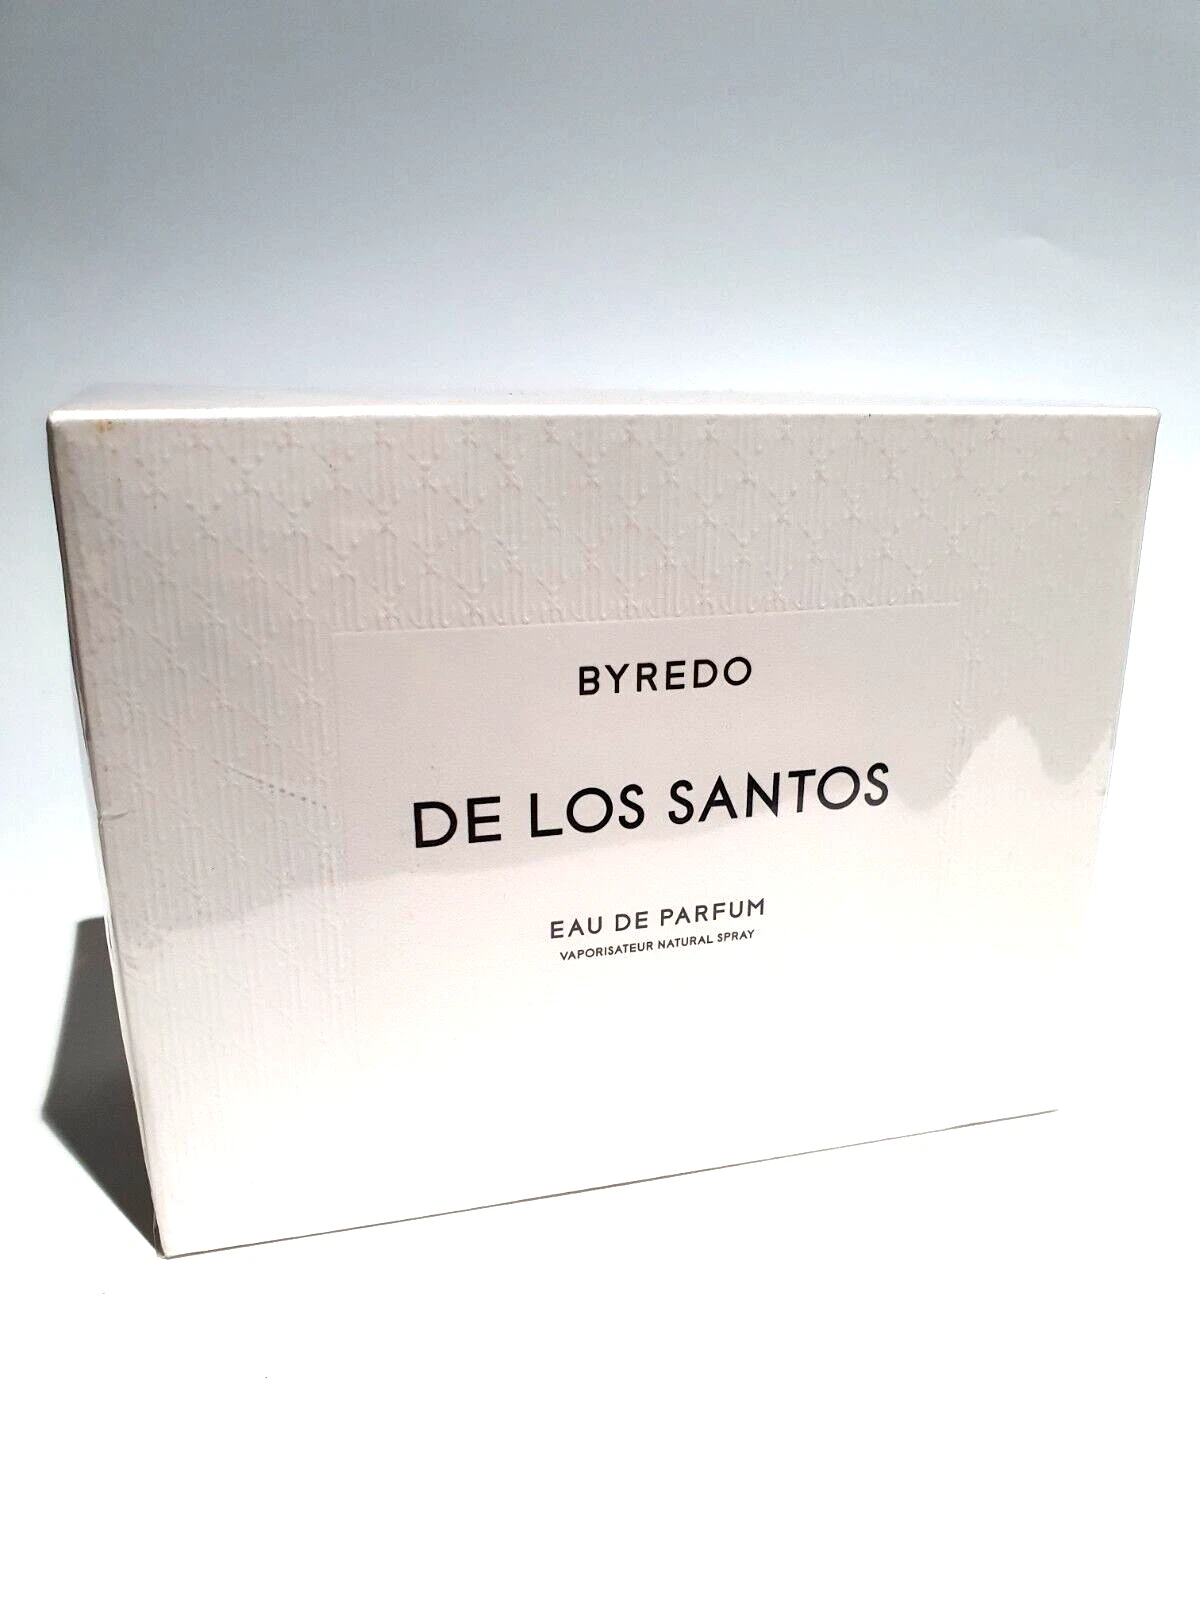 BYREDO
DE LOS SANTOS
EAU DE PARFUM
VAPORISATEUR NATURAL SPRAY